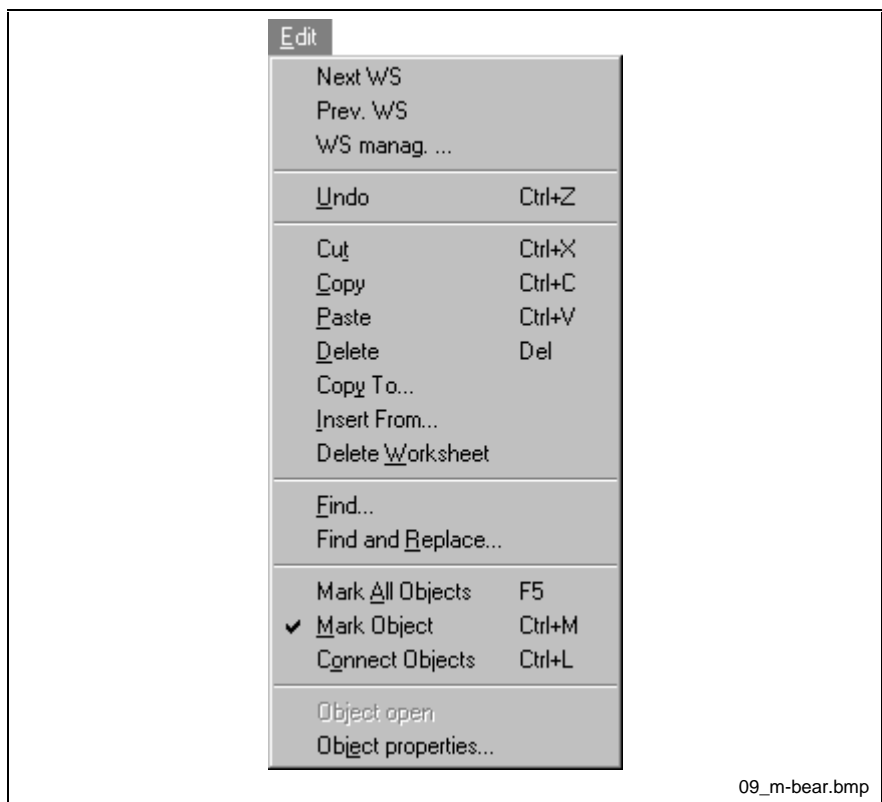 Edit
Next WS
Prev. WS
WS manag. ...
Undo Ctrl+Z
Cut Ctrl+X
Copy Ctrl+C
Paste Ctrl+V
Delete Del
Copy To...
Insert From...
Delete Worksheet
Find...
Find and Replace...
Mark All Objects F5
✔ Mark Object Ctrl+M
Connect Objects Ctrl+L
Object open
Object properties...
09_m-bear.bmp